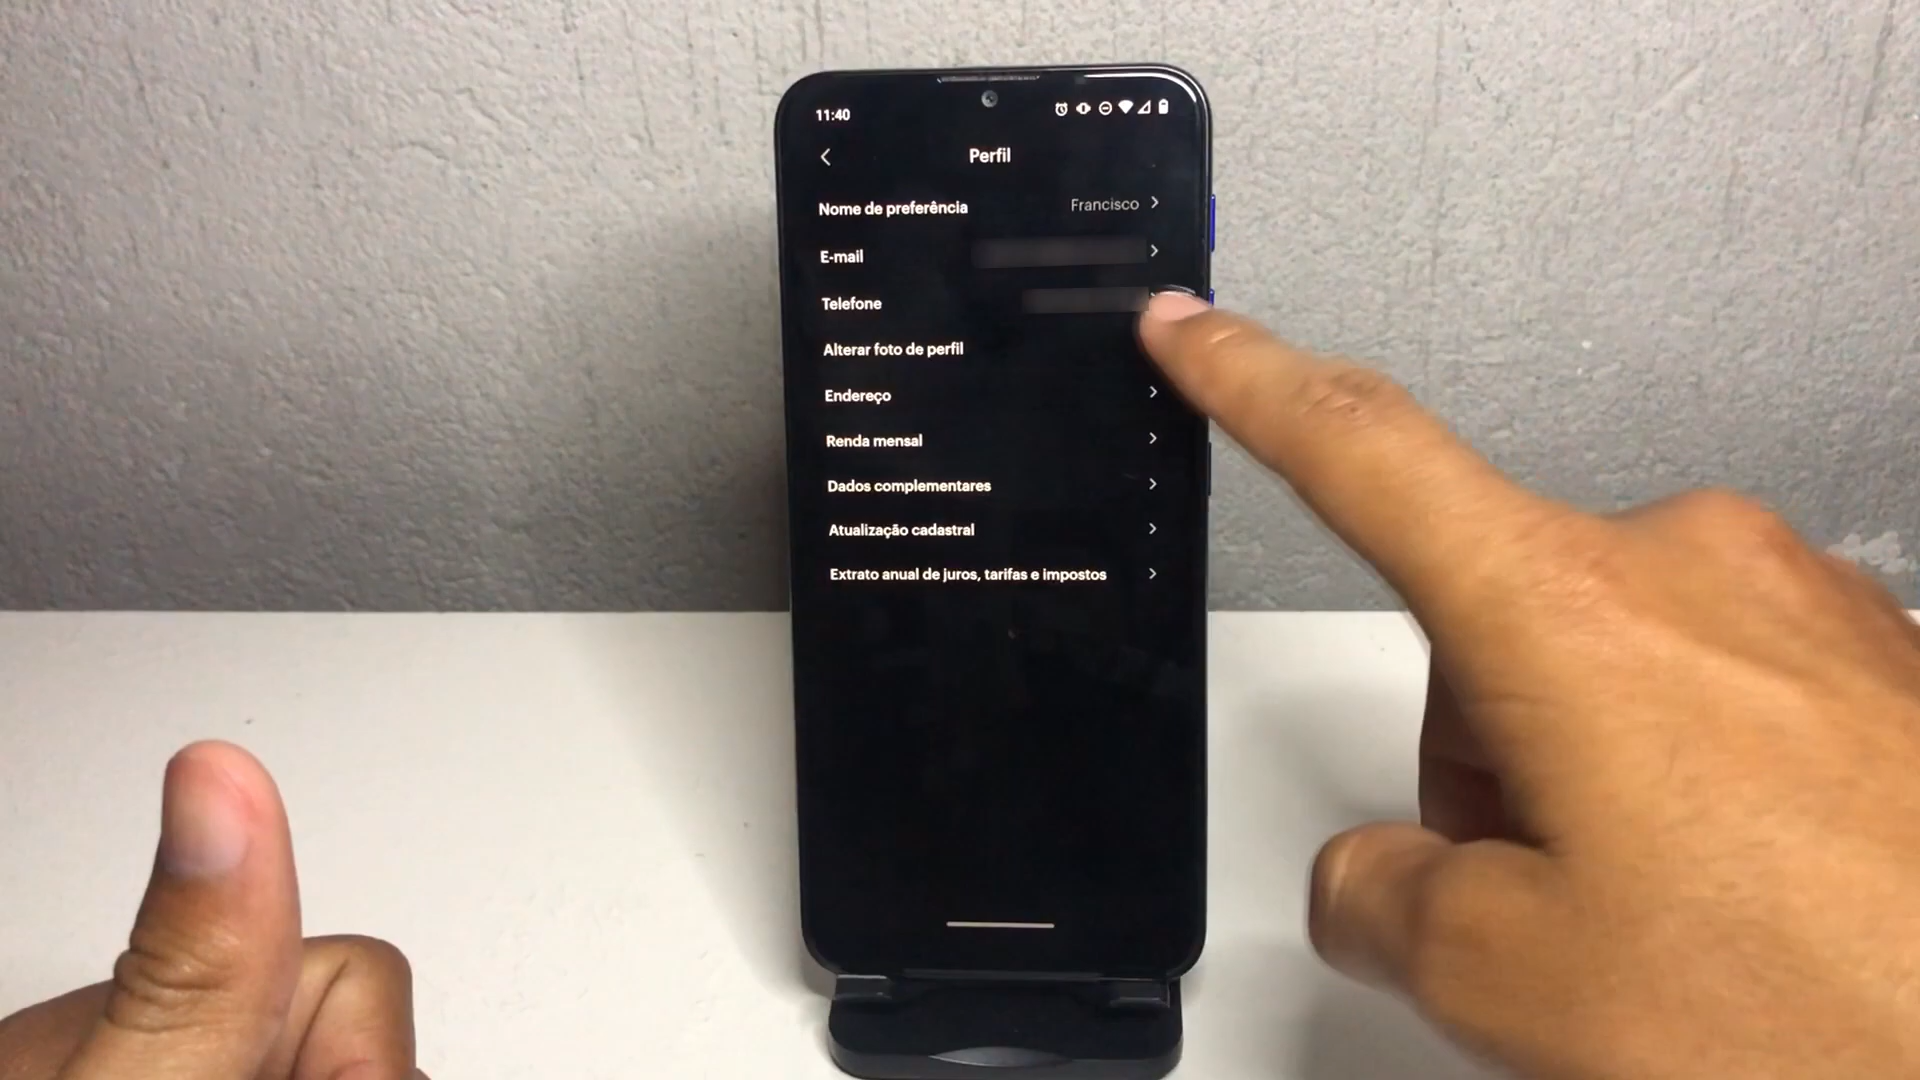 11:40
Perfil
Nome de preferência Francisco
E-mail
Telefone
Alterar foto de perfil
Endereço
Renda mensal
Dados complementares
Atualização cadastral
Extrato anual de juros, tarifas e impostos